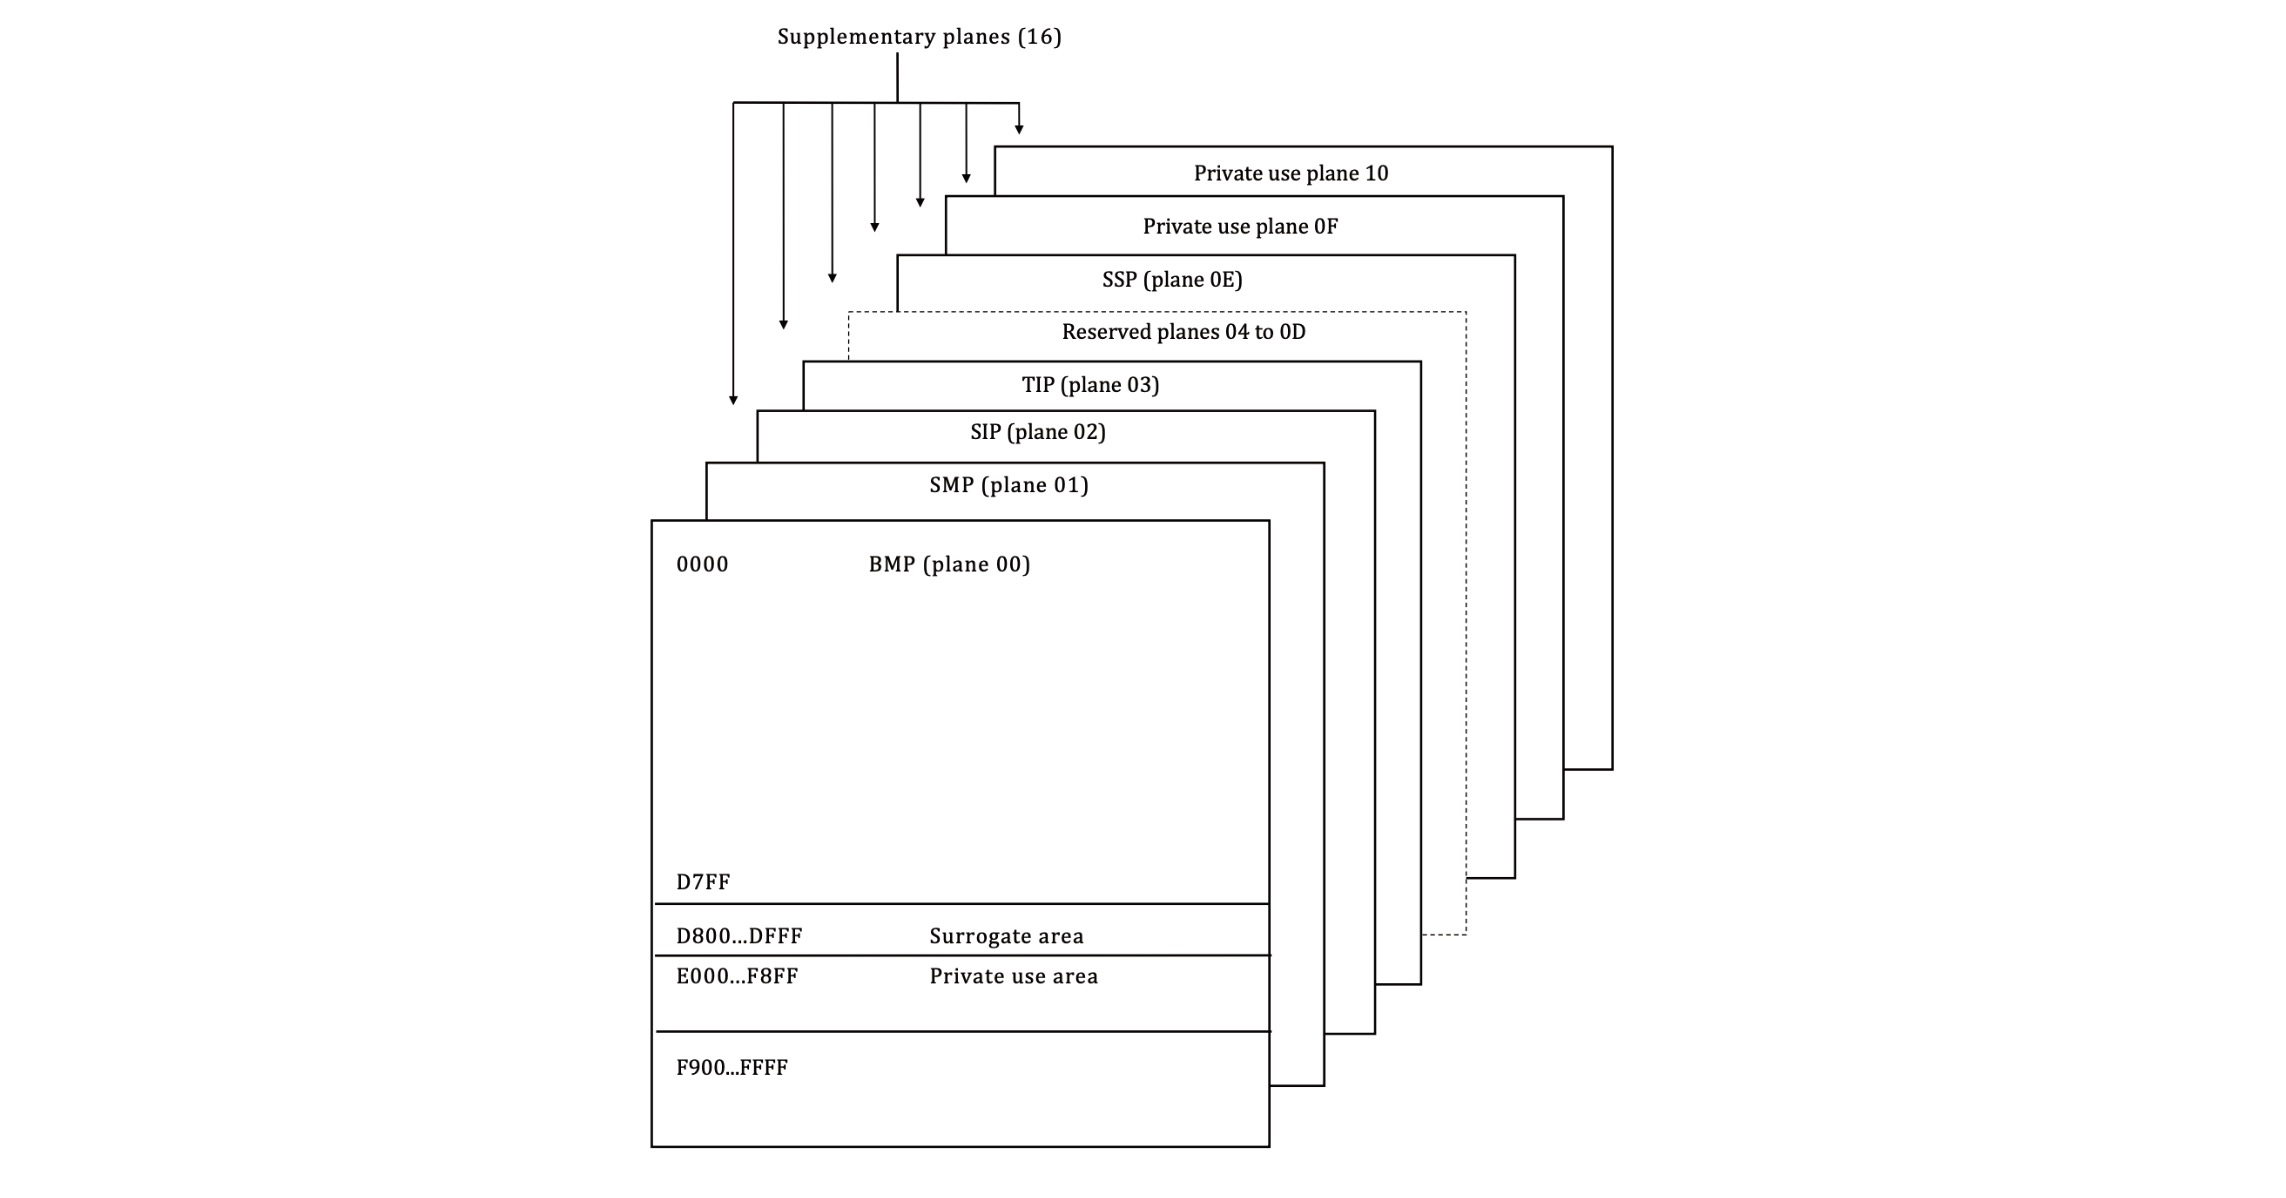 Supplementary planes (16)
Private use plane 10
Private use plane 0F
SSP (plane 0E)
Reserved planes 04 to 0D
TIP (plane 03)
SIP (plane 02)
SMP (plane 01)
0000 BMP (plane 00)
D7FF
D800...DFFF Surrogate area
E000...F8FF Private use area
F900...FFFF